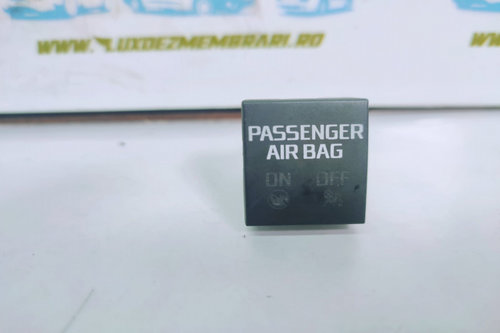 WWW.LUXDEZMEMBRARI.RO
PASSENGER
AIR BAG
ON OFF